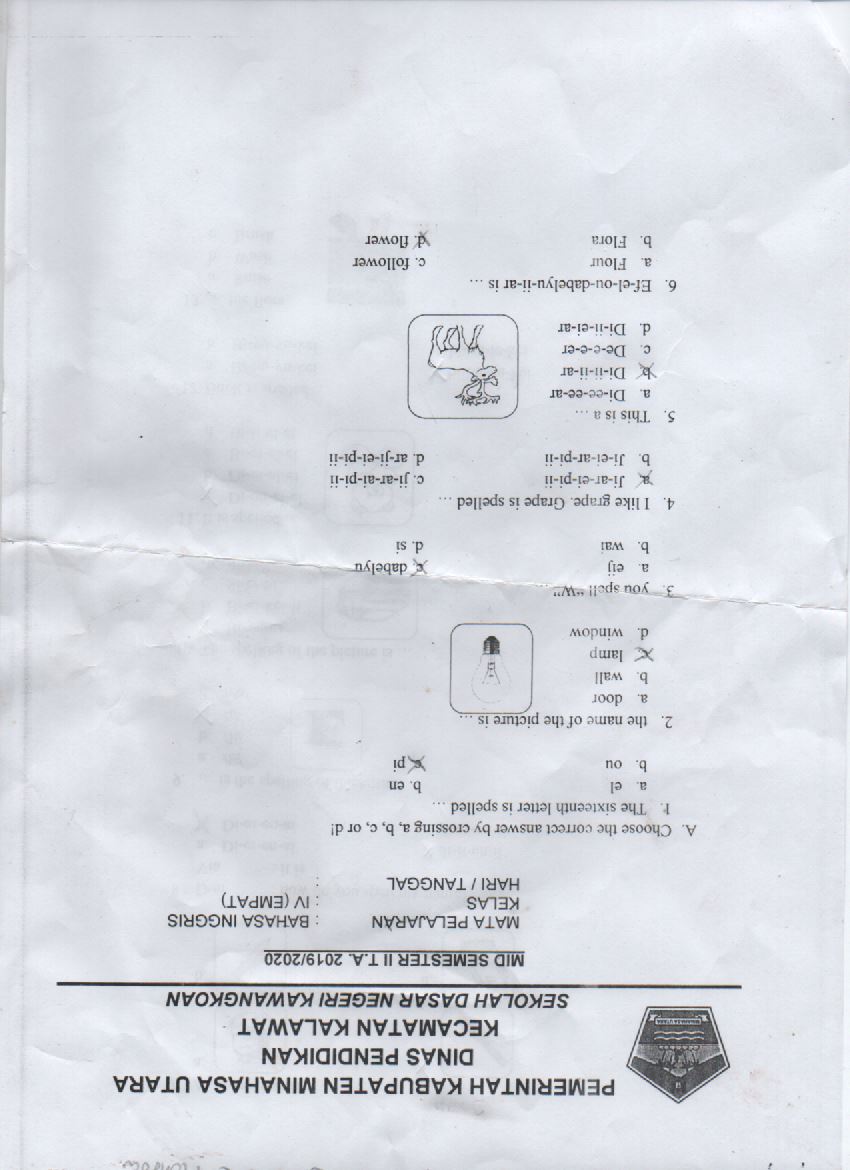 PEMERINTAH KABUPATEN MINAHASA UTARA
DINAS PENDIDIKAN
KECAMATAN KALAWAT
SEKOLAH DASAR NEGERI KAWANGKOAN
MID SEMESTER II T.A. 2019/2020
MATA PELAJARAN : BAHASA INGGRIS
KELAS : IV (EMPAT)
HARI / TANGGAL :
A. Choose the correct answer by crossing a, b, c, or d!
1. The sixteenth letter is spelled ...
a. el b. en
b. ou c. pi
2. the name of the picture is ...
a. door
b. wall
c. lamp
d. window
3. you spell “W”...
a. eij c. dabelyu
b. wai d. si
4. I like grape. Grape is spelled ...
a. Ji-ar-ei-pi-ii c. ji-ar-ai-pi-ii
b. Ji-ei-ar-pi-ii d. ar-ji-ei-pi-ii
5. This is a ...
a. Di-ee-ee-ar
b. Di-ii-ii-ar
c. De-e-e-er
d. Di-ii-ei-ar
6. Ef-el-ou-dabelyu-ii-ar is ...
a. Flour c. follower
b. Flora d. flower